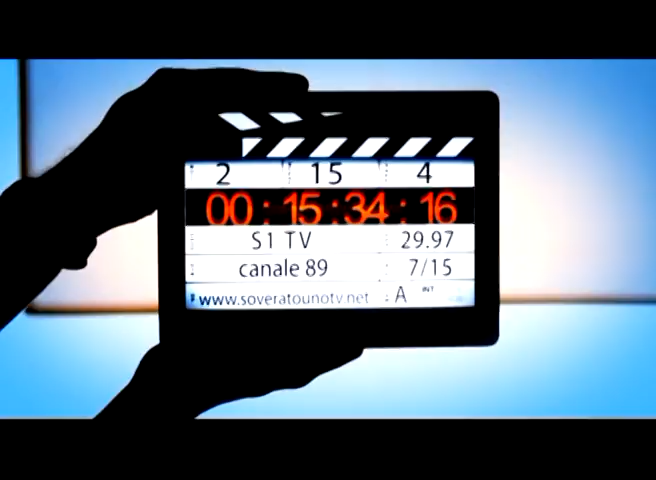 2 15 4
00:15:34:16
S1 TV 29.97
canale 89 7/15
www.soveratounotv.net A INT